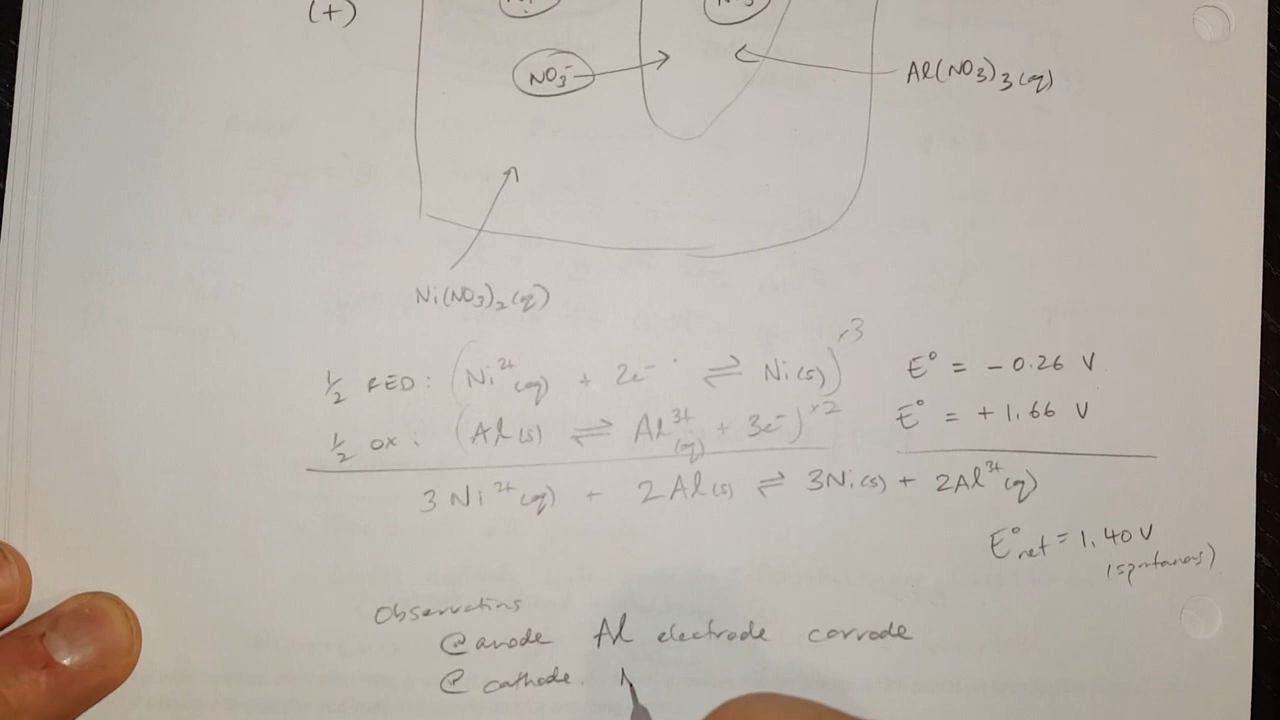 (+)
NO₃⁻
Al(NO₃)₃(aq)
Ni(NO₃)₂(aq)
½ RED: (Ni²⁺(aq) + 2e⁻ ⇌ Ni(s))ˣ³ E° = -0.26 V
½ OX: (Al(s) ⇌ Al³⁺(aq) + 3e⁻)ˣ² E° = +1.66 V
3Ni²⁺(aq) + 2Al(s) ⇌ 3Ni(s) + 2Al³⁺(aq)
E°net = 1.40 V
(spontaneous)
Observations
@ anode Al electrode corrode
@ cathode.